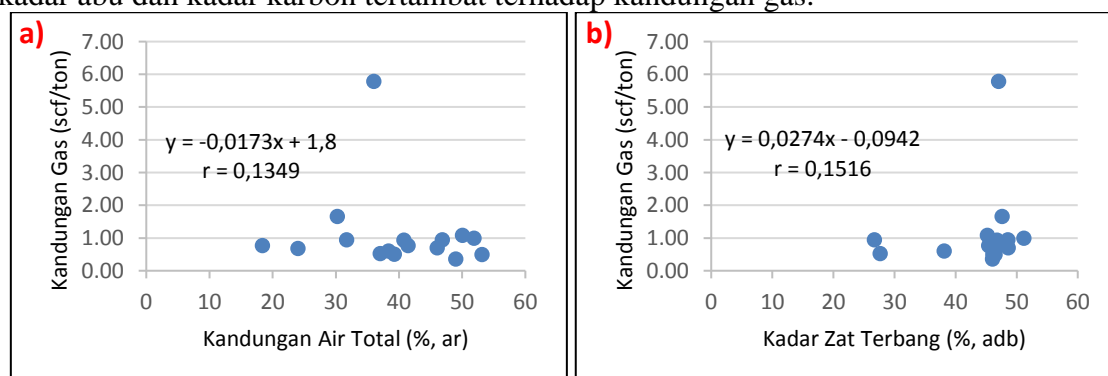 kadar abu dan kadar karbon tertambat terhadap kandungan gas.
a)
7.00
6.00
5.00
4.00
3.00
2.00
1.00
0.00
Kandungan Gas (scf/ton)
y = -0,0173x + 1,8
r = 0,1349
0 10 20 30 40 50 60
Kandungan Air Total (%, ar)
b)
7.00
6.00
5.00
4.00
3.00
2.00
1.00
0.00
Kandungan Gas (scf/ton)
y = 0,0274x - 0,0942
r = 0,1516
0 10 20 30 40 50 60
Kadar Zat Terbang (%, adb)